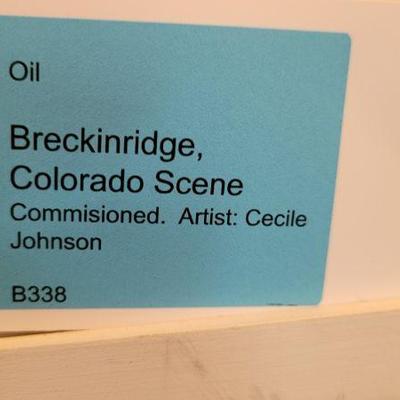 Oil
Breckinridge,
Colorado Scene
Commisioned.  Artist: Cecile
Johnson
B338